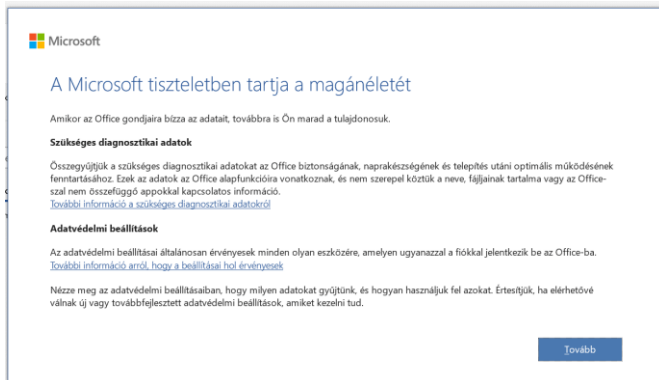 Microsoft
A Microsoft tiszteletben tartja a magánéletét
Amikor az Office gondjaira bízza az adatait, továbbra is Ön marad a tulajdonosuk.
Szükséges diagnosztikai adatok
Összegyűjtjük a szükséges diagnosztikai adatokat az Office biztonságának, naprakészségének és telepítés utáni optimális működésének
fenntartásához. Ezek az adatok az Office alapfunkcióira vonatkoznak, és nem szerepel köztük a neve, fájljainak tartalma vagy az Office-
szal nem összefüggő appokkal kapcsolatos információ.
További információ a szükséges diagnosztikai adatokról
Adatvédelmi beállítások
Az adatvédelmi beállításai általánosan érvényesek minden olyan eszközére, amelyen ugyanazzal a fiókkal jelentkezik be az Office-ba.
További információ arról, hogy a beállításai hol érvényesek
Nézze meg az adatvédelmi beállításaiban, hogy milyen adatokat gyűjtünk, és hogyan használjuk fel azokat. Értesítjük, ha elérhetővé
válnak új vagy továbbfejlesztett adatvédelmi beállítások, amiket kezelni tud.
Tovább